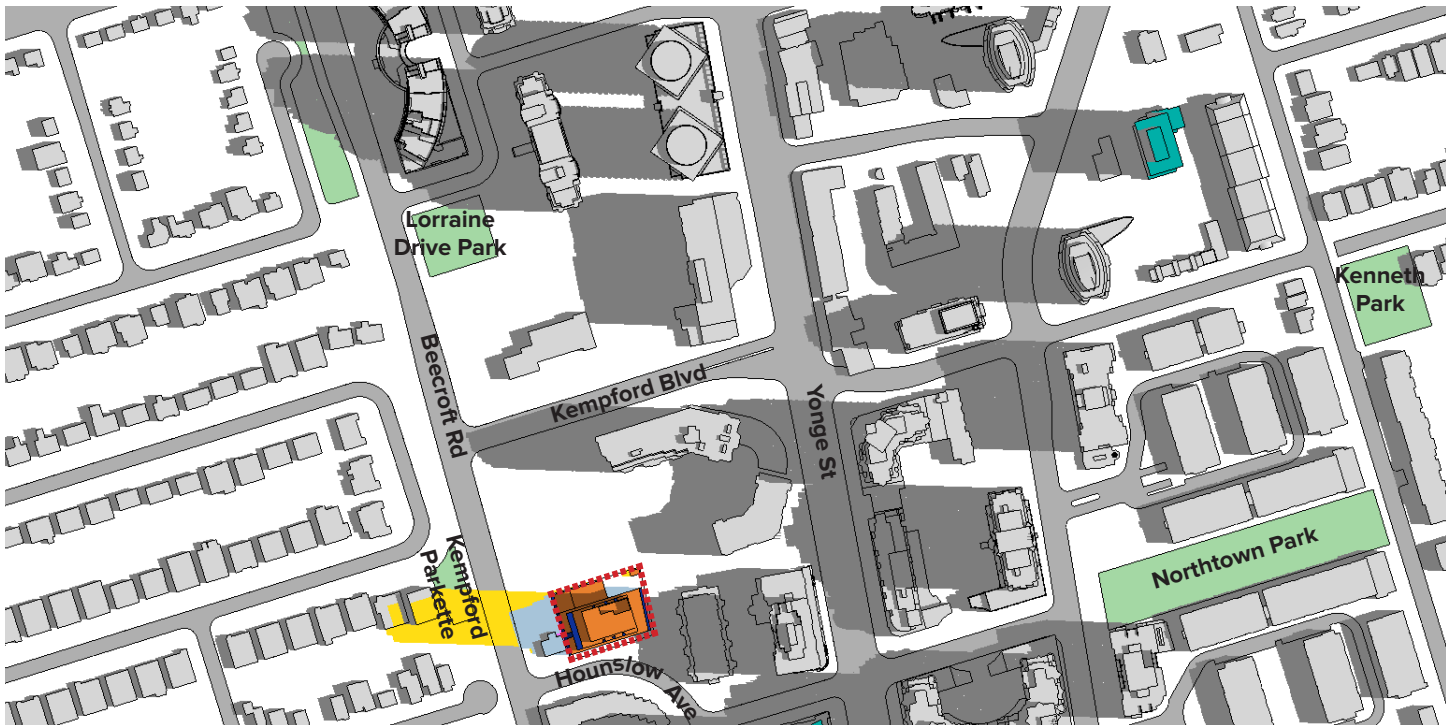 Lorraine
Drive Park
Kenneth
Park
Beecroft Rd
Kempford Blvd
Yonge St
Kempford
Parkette
Northtown Park
Hounslow Ave